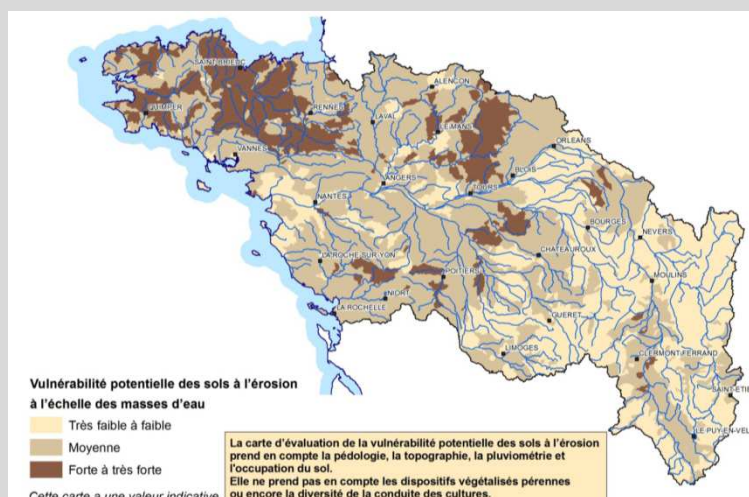 ALENÇON
SAINT-BRIEUC
QUIMPER
RENNES
LAVAL
LE MANS
VANNES
ORLEANS
BLOIS
ANGERS
TOURS
NANTES
BOURGES
NEVERS
CHATEAUROUX
LA ROCHE-SUR-YON
POITIERS
MOULINS
NIORT
LA ROCHELLE
GUERET
LIMOGES
CLERMONT-FERRAND
SAINT-ETIE
LE-PUY-EN-VEL
Vulnérabilité potentielle des sols à l'érosion
à l'échelle des masses d'eau
Très faible à faible
Moyenne
Forte à très forte
Cette carte a une valeur indicative
La carte d'évaluation de la vulnérabilité potentielle des sols à l'érosion
prend en compte la pédologie, la topographie, la pluviométrie et
l'occupation du sol.
Elle ne prend pas en compte les dispositifs végétalisés pérennes
ou encore la diversité de la conduite des cultures.